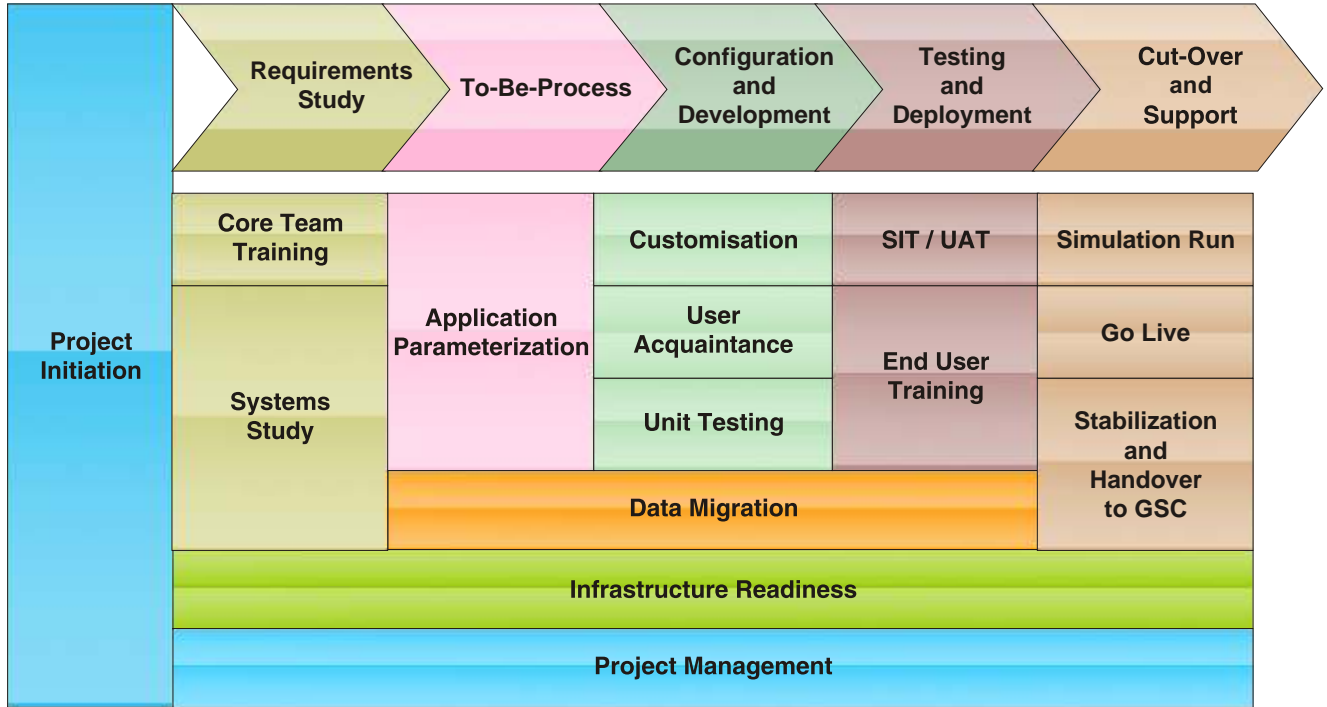 Project
Initiation
Requirements
Study
To-Be-Process
Configuration
and
Development
Testing
and
Deployment
Cut-Over
and
Support
Core Team
Training
Systems
Study
Application
Parameterization
Customisation
User
Acquaintance
Unit Testing
SIT / UAT
End User
Training
Simulation Run
Go Live
Stabilization
and
Handover
to GSC
Data Migration
Infrastructure Readiness
Project Management